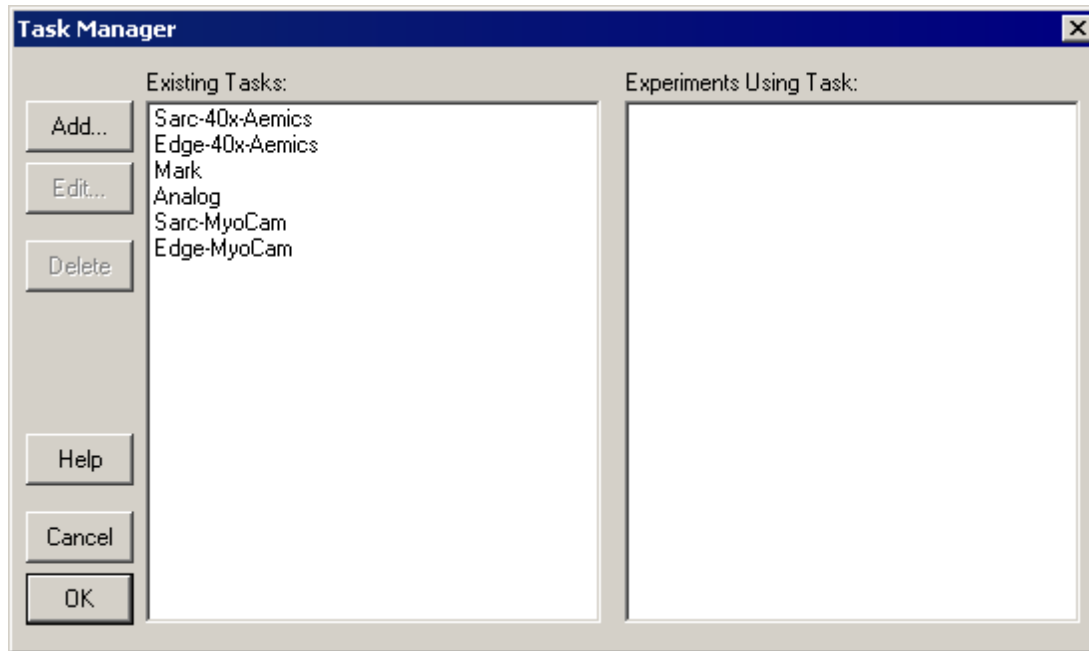 Task Manager
Existing Tasks:
Experiments Using Task:
Add...
Edit...
Delete
Help
Cancel
OK
Sarc-40x-Aemics
Edge-40x-Aemics
Mark
Analog
Sarc-MyoCam
Edge-MyoCam